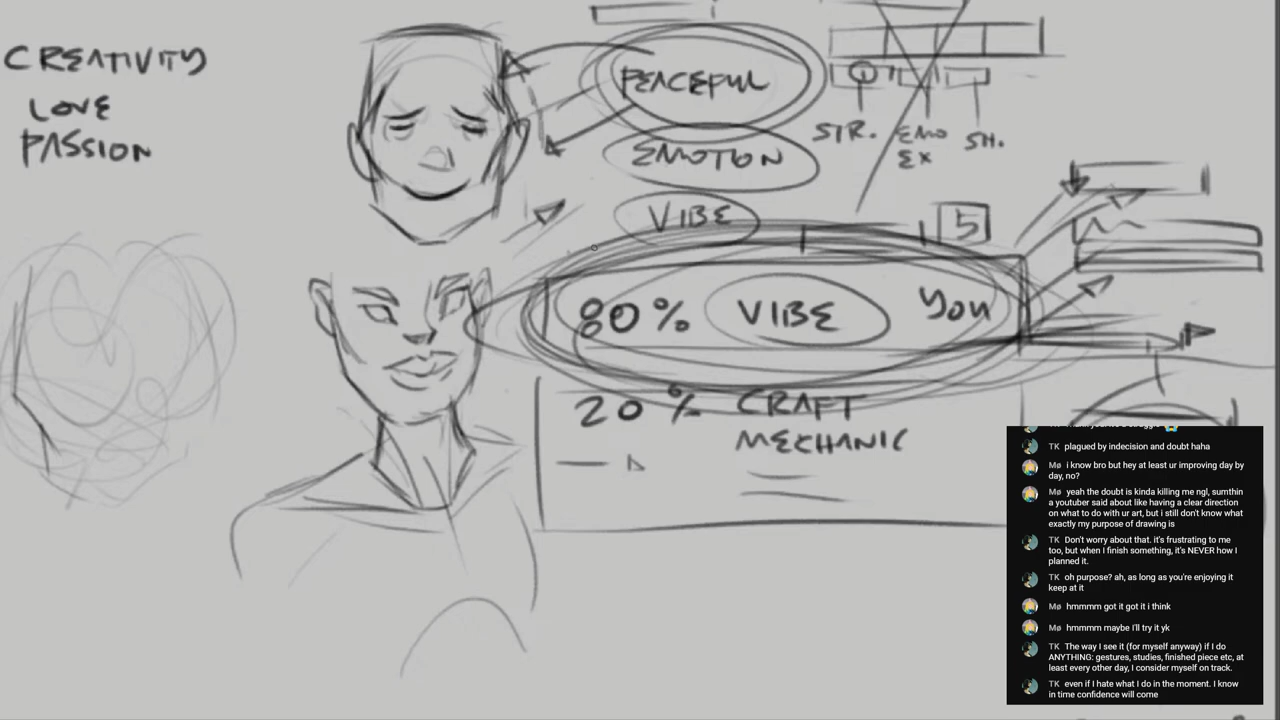 CREATIVITY
LOVE
PASSION
PEACEFUL
EMOTION
VIBE
STR.
EMO
EX
SH.
5
80% VIBE YOU
20% CRAFT
MECHANIC
TK plagued by indecision and doubt haha
Mø i know bro but hey at least ur improving day by
day, no?
Mø yeah the doubt is kinda killing me ngl, sumthin
a youtuber said about like having a clear direction
on what to do with ur art, but i still don't know what
exactly my purpose of drawing is
TK Don't worry about that. it's frustrating to me
too, but when I finish something, it's NEVER how I
planned it.
TK oh purpose? ah, as long as you're enjoying it
keep at it
Mø hmmmm got it got it i think
Mø hmmmm maybe I'll try it yk
TK The way I see it (for myself anyway) if I do
ANYTHING: gestures, studies, finished piece etc, at
least every other day, I consider myself on track.
TK even if I hate what I do in the moment. I know
in time confidence will come